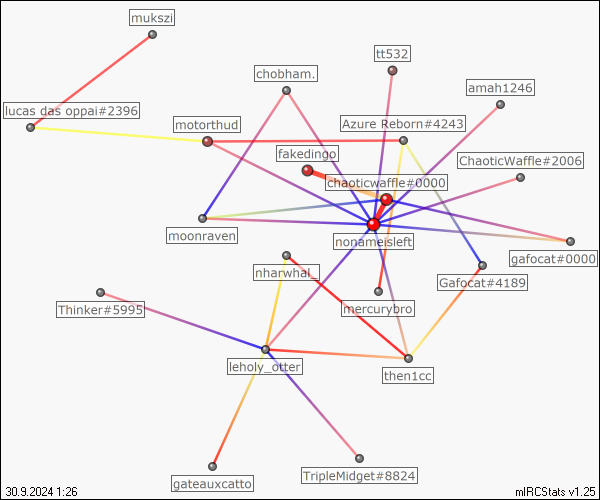 mukszi
tt532
chobham.
amah1246
lucas das oppai#2396
motorthud
Azure Reborn#4243
fakedingo
ChaoticWaffle#2006
chaoticwaffle#0000
moonraven
nonameisleft
gafocat#0000
nharwhal_
Gafocat#4189
Thinker#5995
mercurybro
leholy_otter
then1cc
gateauxcatto
TripleMidget#8824
30.9.2024 1:26
mIRCStats v1.25